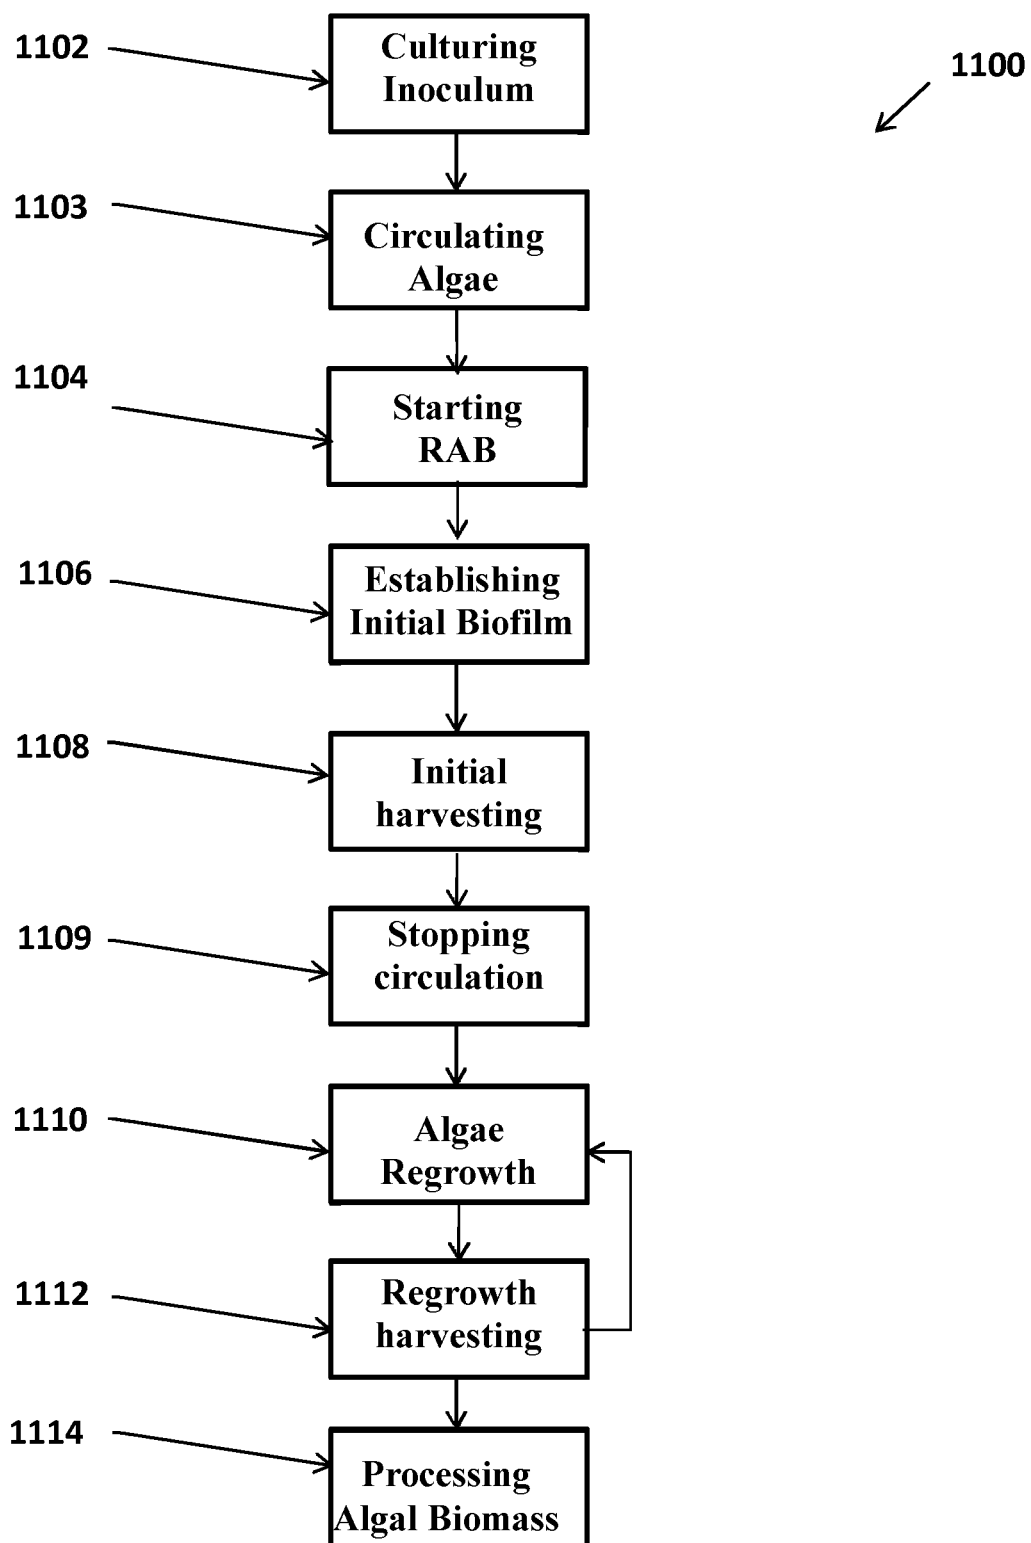 1102
Culturing
Inoculum
1100
1103
Circulating
Algae
1104
Starting
RAB
1106
Establishing
Initial Biofilm
1108
Initial
harvesting
1109
Stopping
circulation
1110
Algae
Regrowth
1112
Regrowth
harvesting
1114
Processing
Algal Biomass